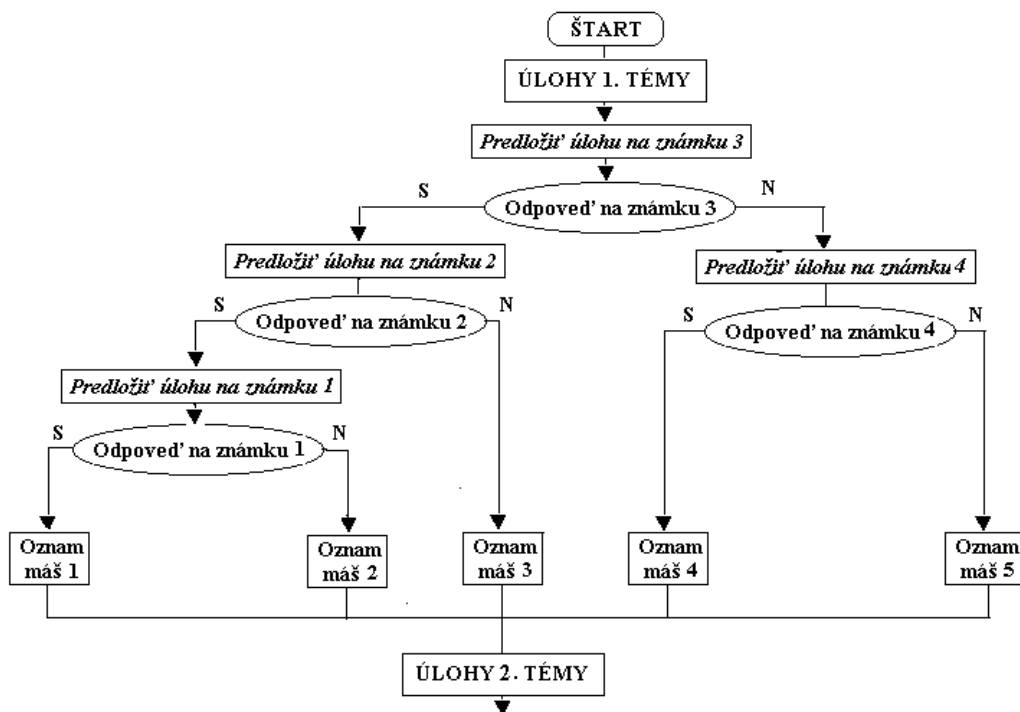 ŠTART
ÚLOHY 1. TÉMY
Predložiť úlohu na známku 3
S
N
Odpoveď na známku 3
Predložiť úlohu na známku 2
Predložiť úlohu na známku 4
S
N
Odpoveď na známku 2
S
N
Odpoveď na známku 4
Predložiť úlohu na známku 1
S
N
Odpoveď na známku 1
Oznam
máš 1
Oznam
máš 2
Oznam
máš 3
Oznam
máš 4
Oznam
máš 5
ÚLOHY 2. TÉMY